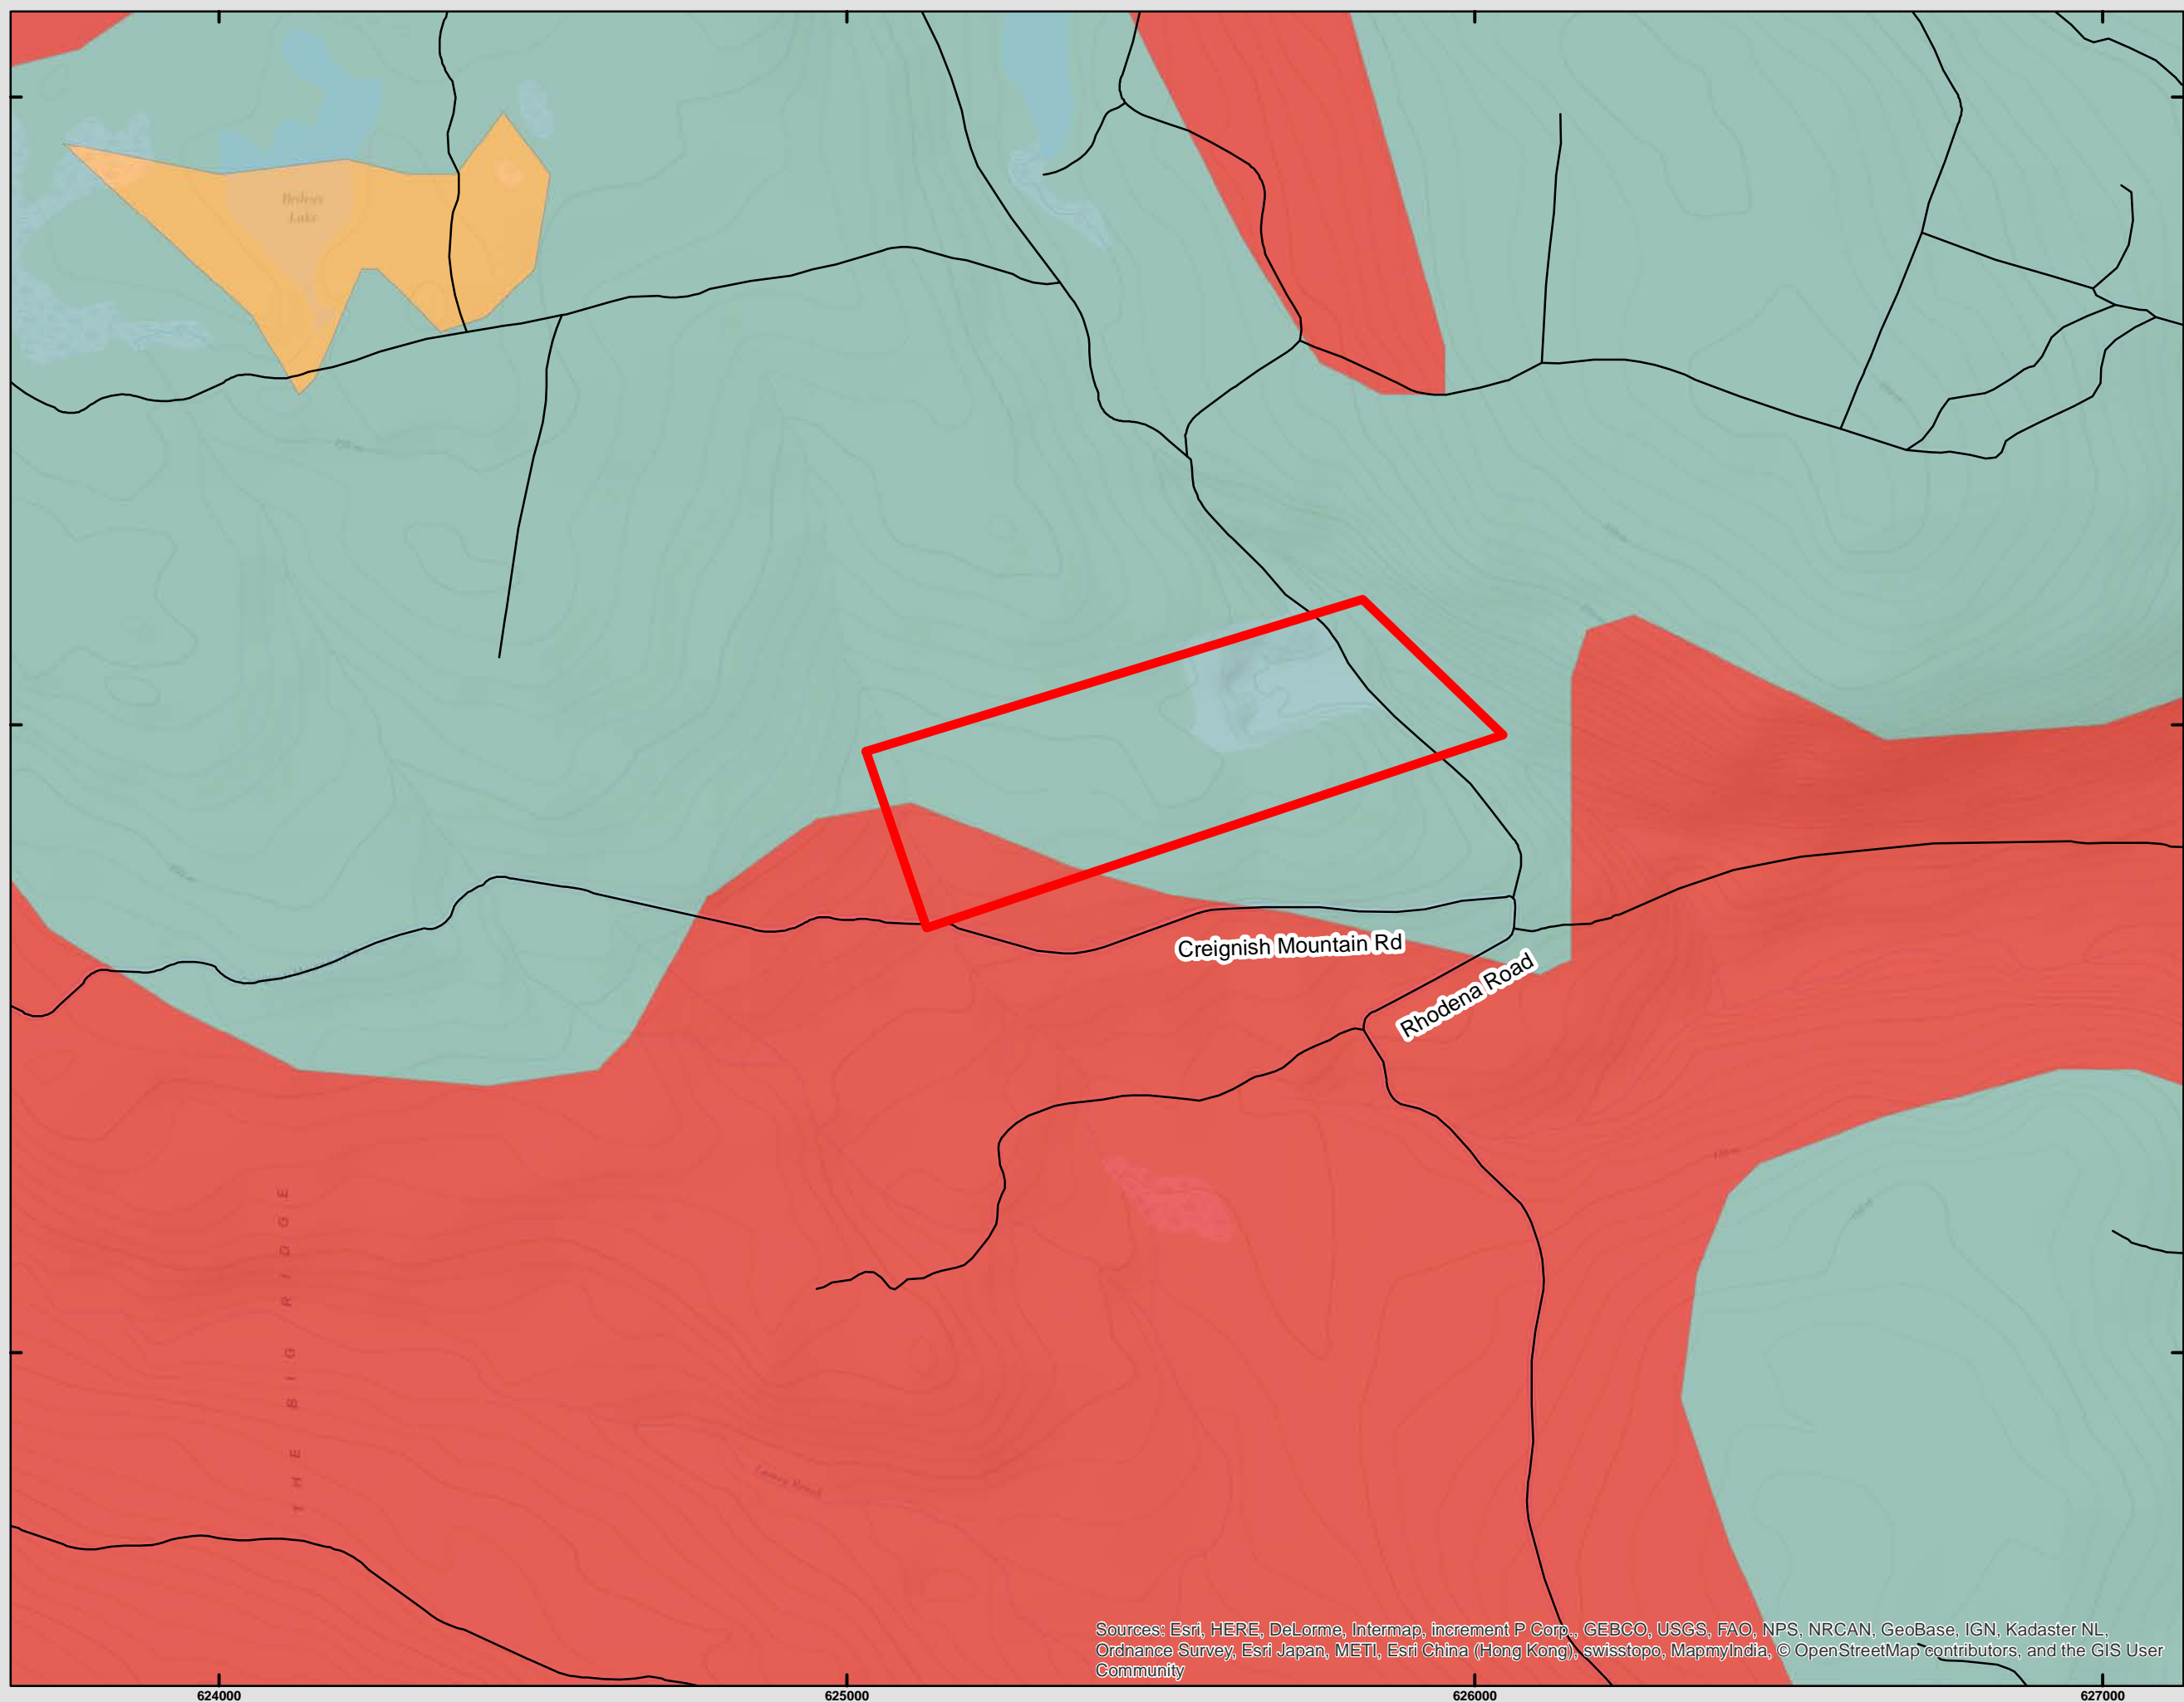 Besleys
Lake
Creignish Mountain Rd
Rhodena Road
THE BIG RIDGE
Sources: Esri, HERE, DeLorme, Intermap, increment P Corp., GEBCO, USGS, FAO, NPS, NRCAN, GeoBase, IGN, Kadaster NL,
Ordnance Survey, Esri Japan, METI, Esri China (Hong Kong), swisstopo, MapmyIndia, © OpenStreetMap contributors, and the GIS User
Community
624000 625000 626000 627000